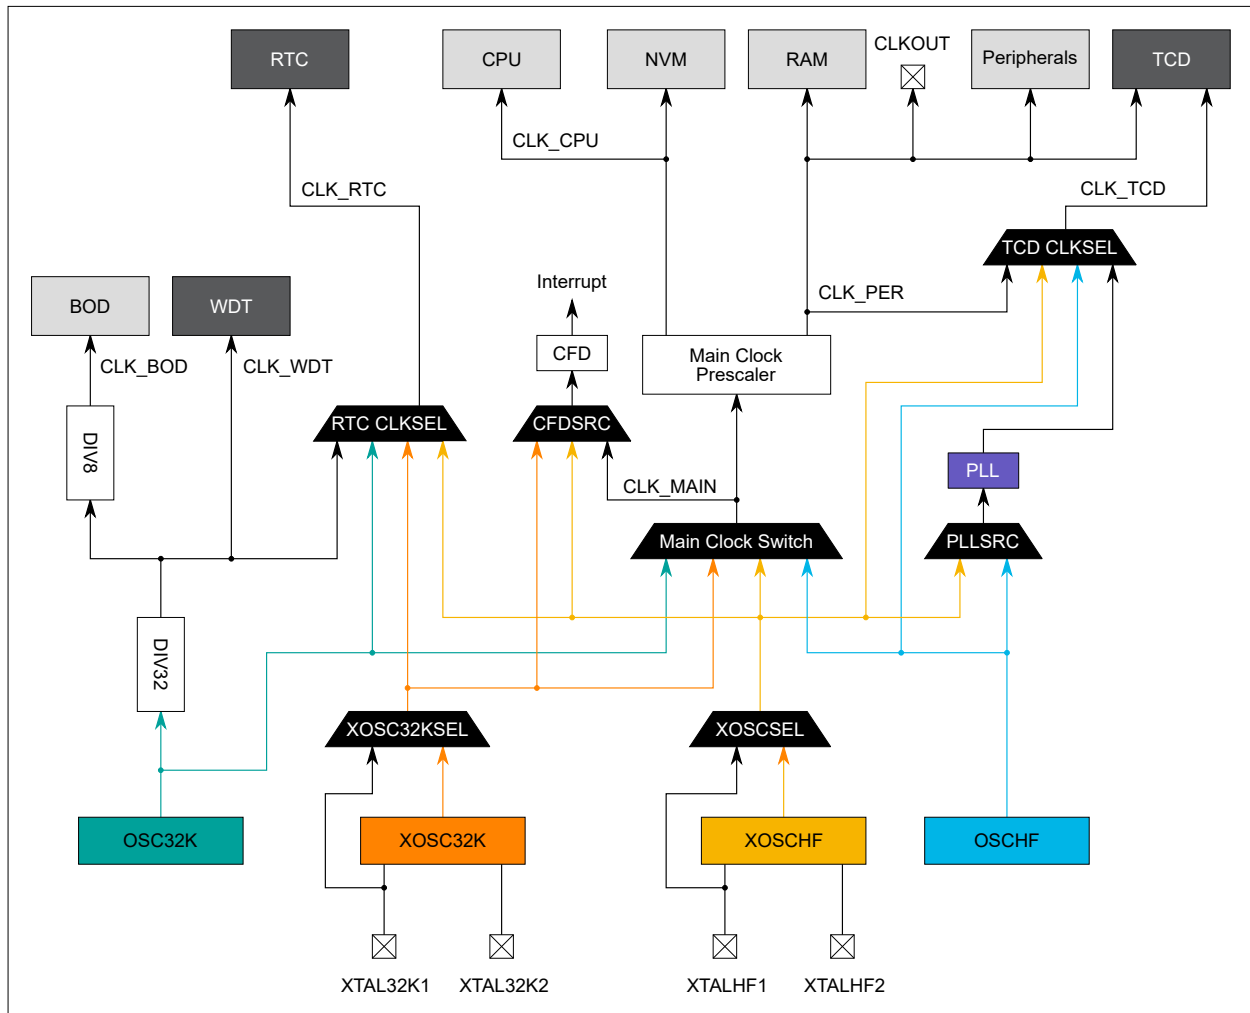 RTC
CPU
NVM
RAM
CLKOUT
Peripherals
TCD
CLK_CPU
CLK_RTC
CLK_TCD
TCD CLKSEL
BOD
WDT
Interrupt
CLK_PER
CLK_BOD
CLK_WDT
CFD
Main Clock
Prescaler
DIV8
RTC CLKSEL
CFDSRC
PLL
CLK_MAIN
Main Clock Switch
PLLSRC
DIV32
XOSC32KSEL
XOSCSEL
OSC32K
XOSC32K
XOSCHF
OSCHF
XTAL32K1
XTAL32K2
XTALHF1
XTALHF2